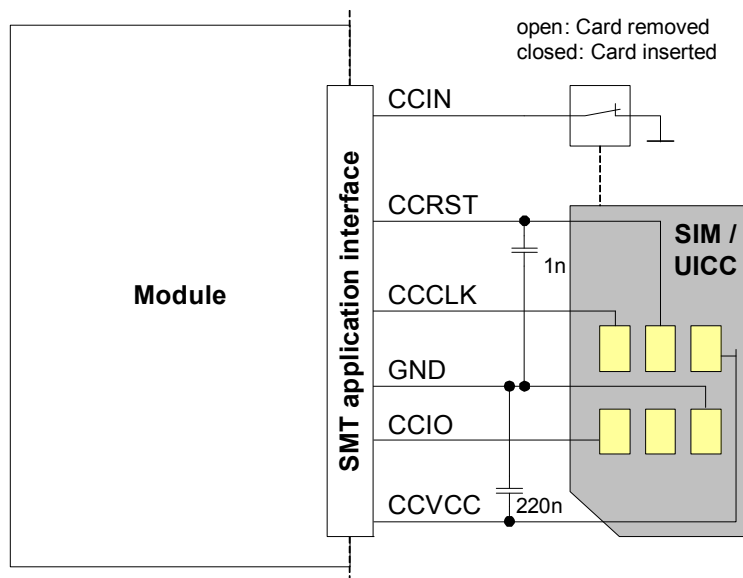 open: Card removed
closed: Card inserted
CCIN
SMT application interface
CCRST
SIM /
UICC
1n
Module
CCCLK
GND
CCIO
220n
CCVCC